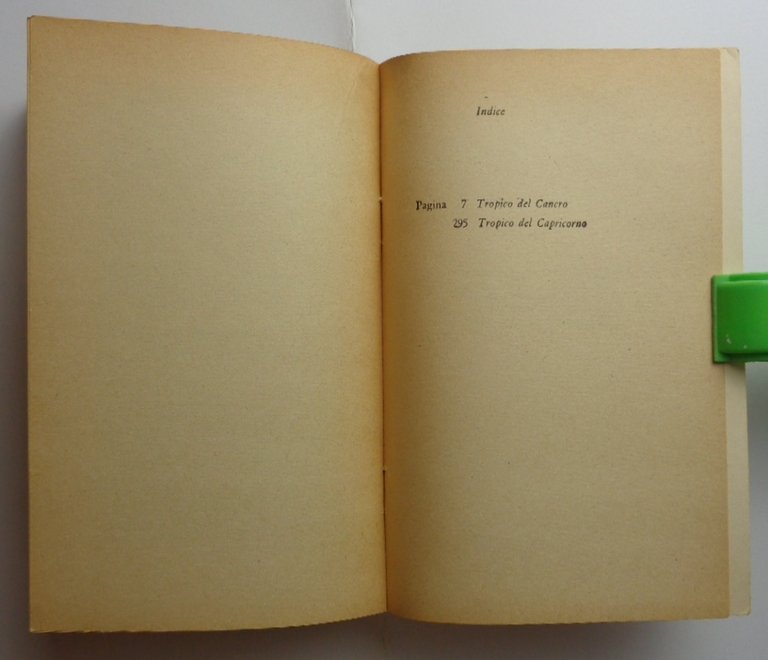 Indice
Pagina 7 Tropico del Cancro
295 Tropico del Capricorno